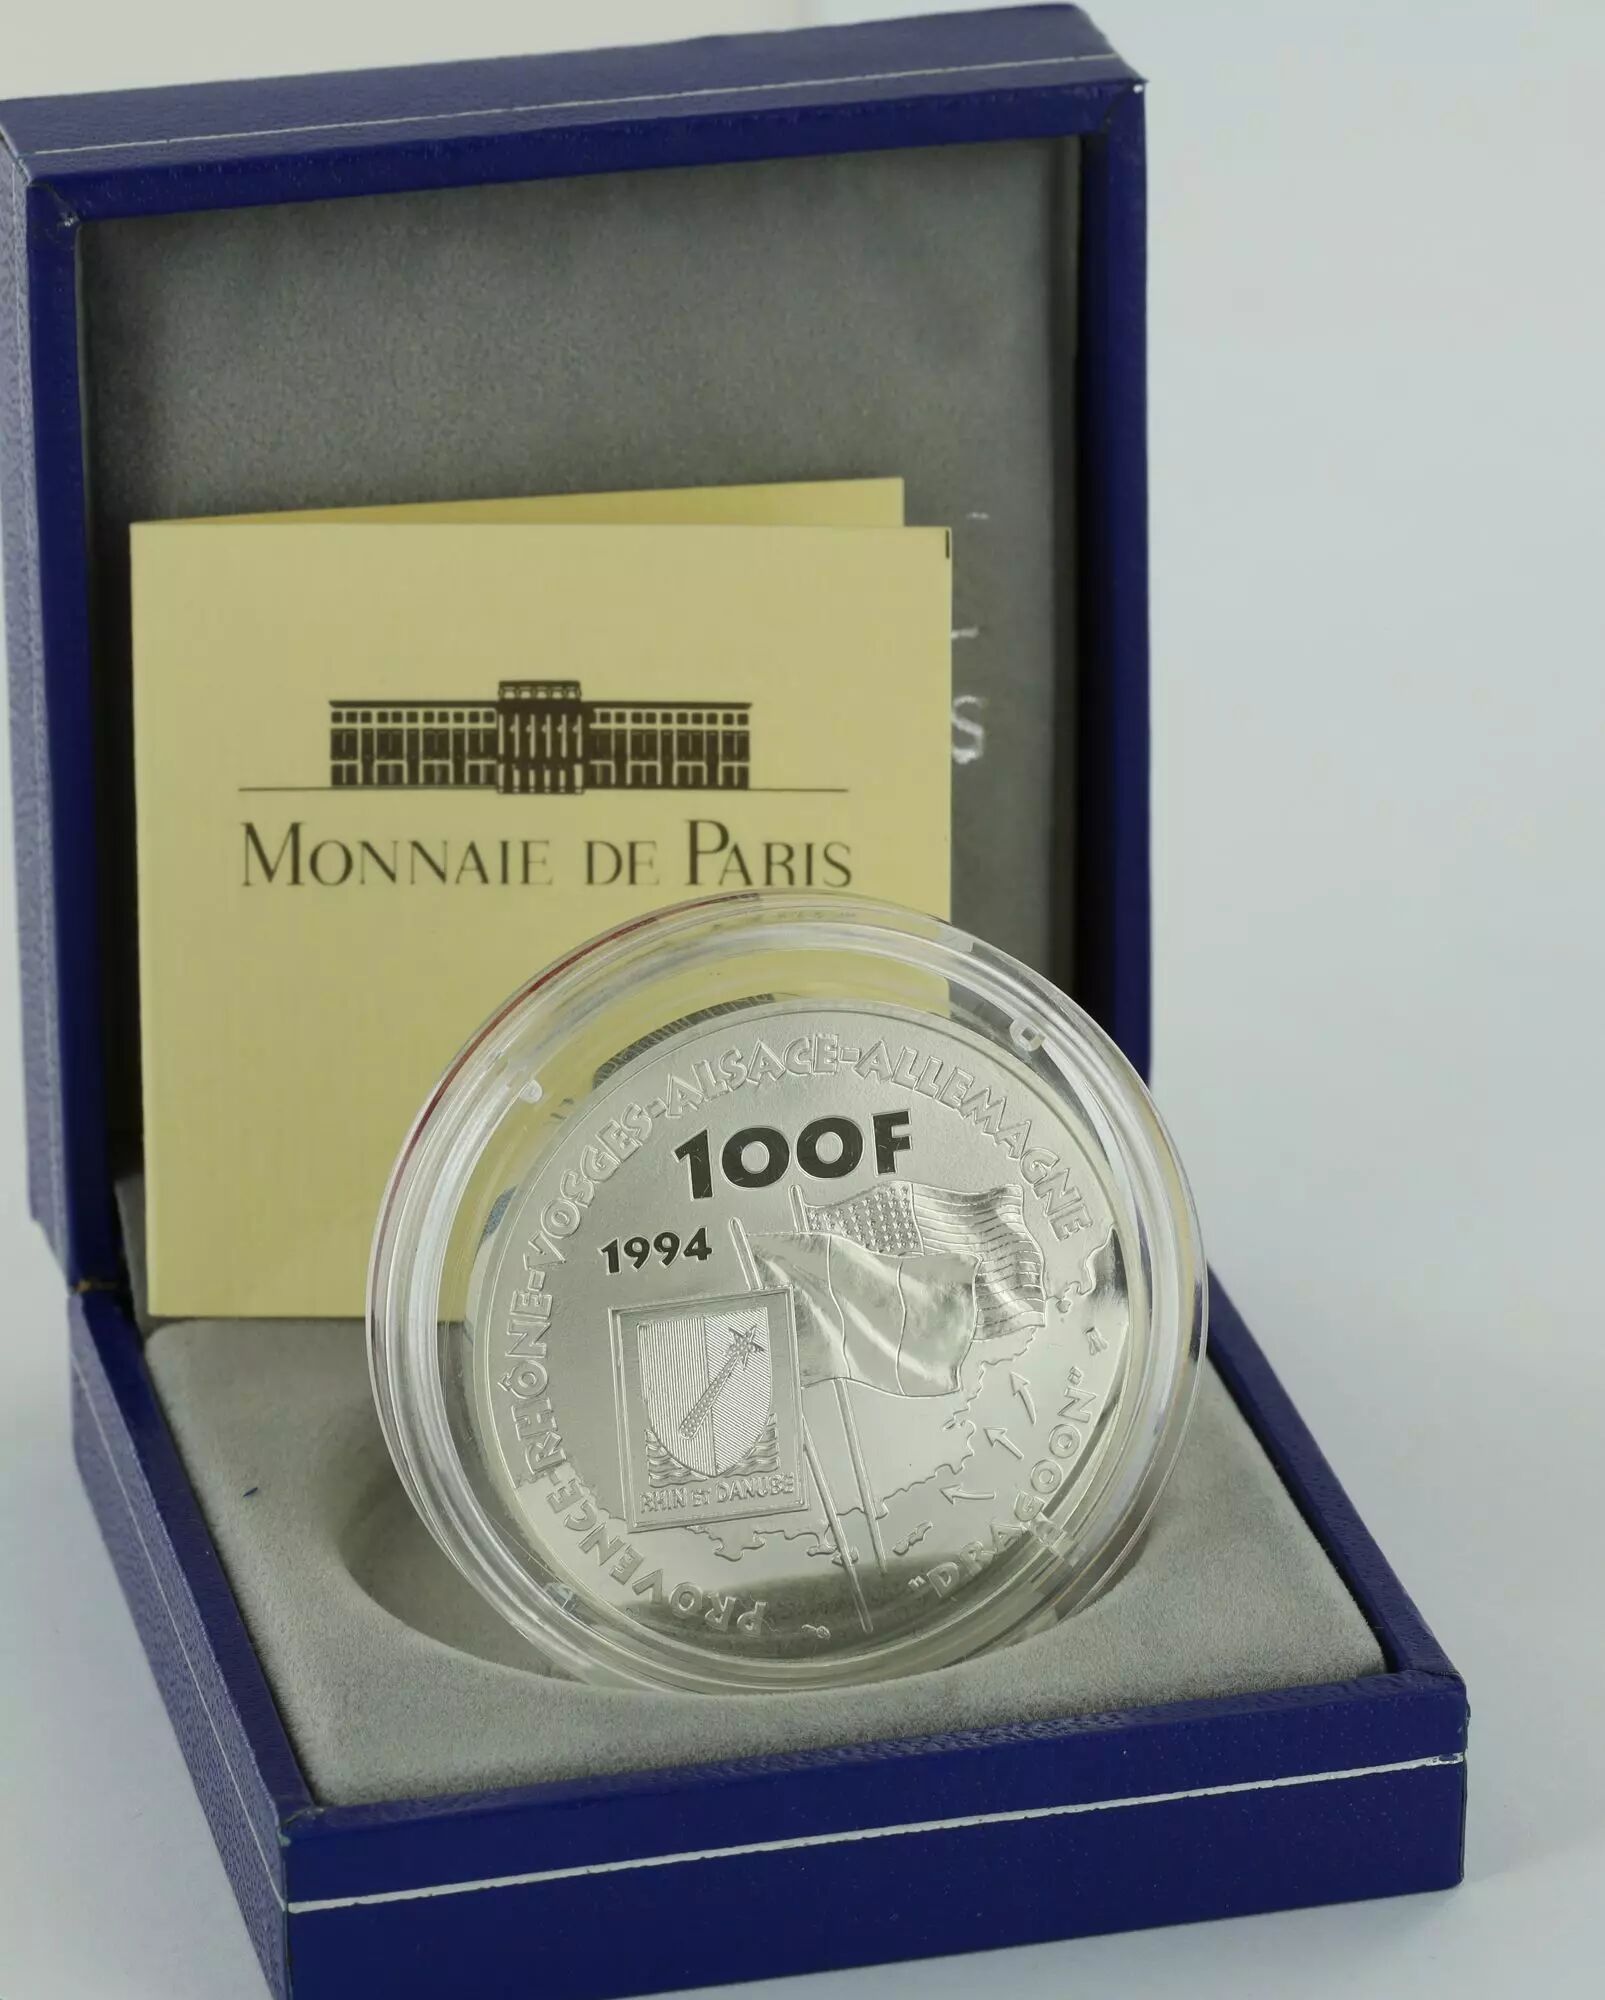 MONNAIE DE PARIS
PROVENCE-RHÔNE-VOSGES-ALSACE-ALLEMAGNE
100F
1994
RHIN ET DANUBE
"DRAGOON"
S